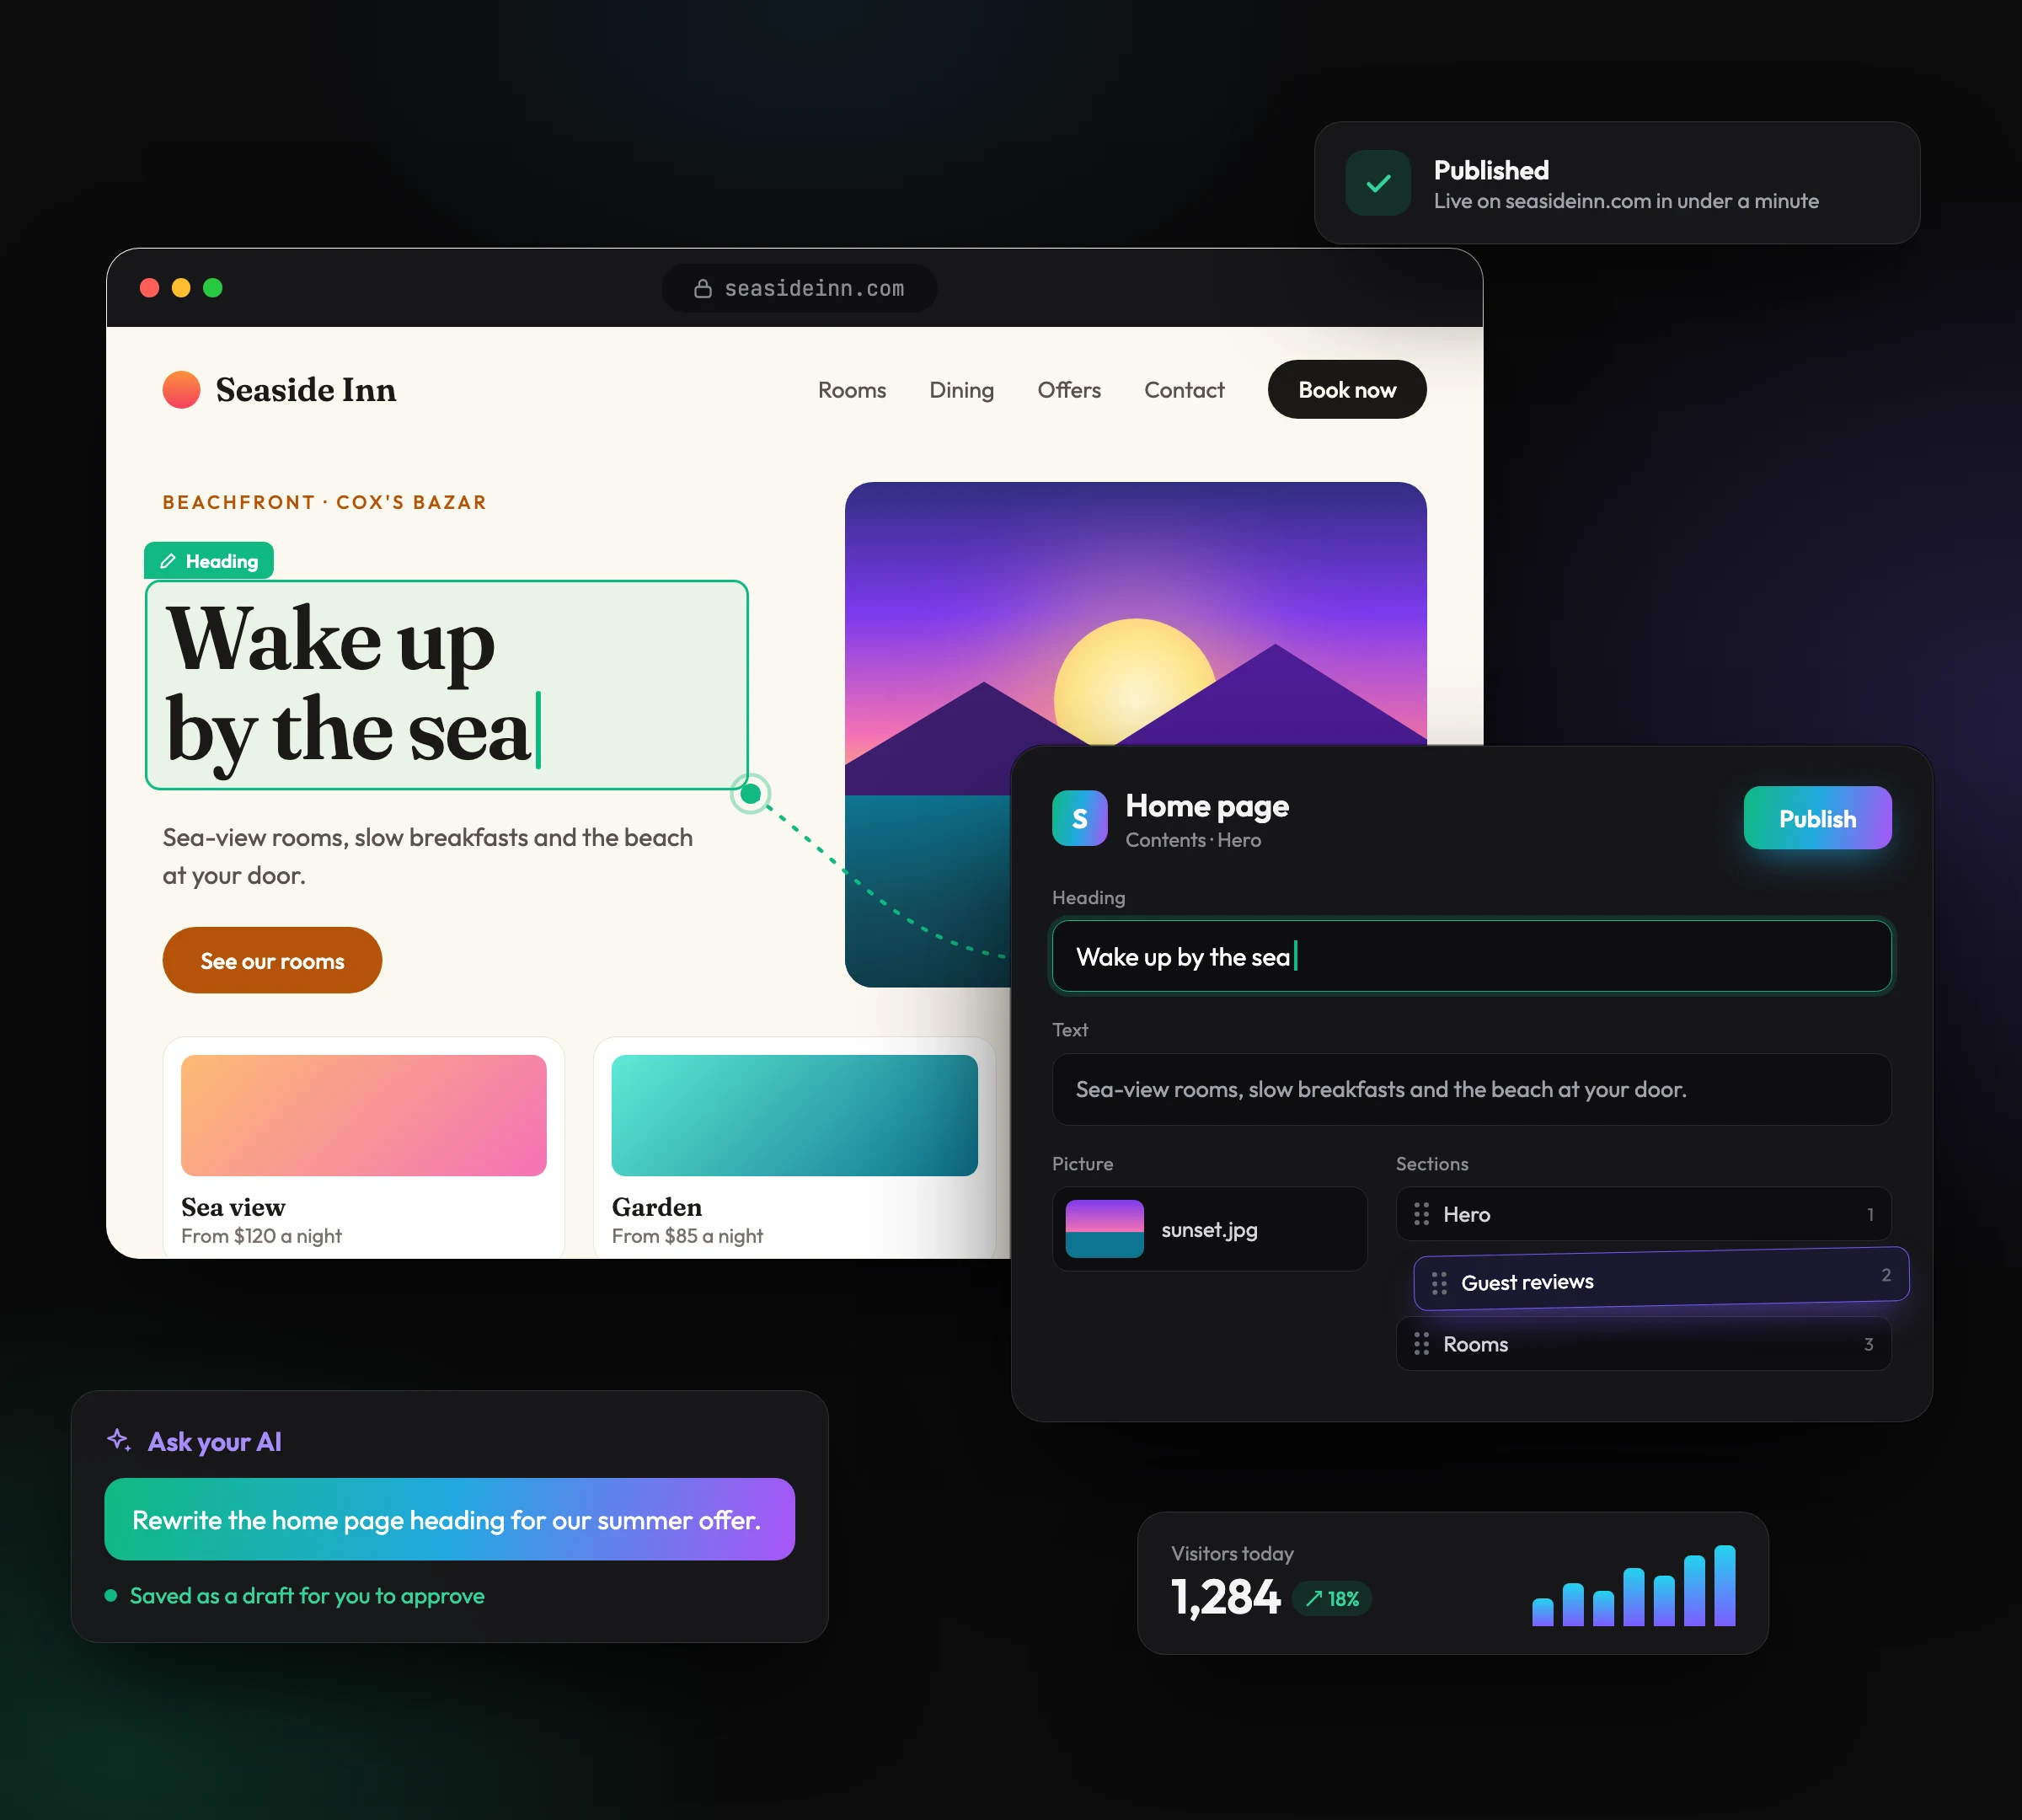 Published
Live on seasideinn.com in under a minute
seasideinn.com
Seaside Inn
Rooms
Dining
Offers
Contact
Book now
BEACHFRONT · COX'S BAZAR
Heading
Wake up
by the sea
Sea-view rooms, slow breakfasts and the beach
at your door.
See our rooms
Sea view
From $120 a night
Garden
From $85 a night
S
Home page
Contents · Hero
Publish
Heading
Wake up by the sea
Text
Sea-view rooms, slow breakfasts and the beach at your door.
Picture
sunset.jpg
Sections
Hero 1
Guest reviews 2
Rooms 3
Ask your AI
Rewrite the home page heading for our summer offer.
Saved as a draft for you to approve
Visitors today
1,284
↗ 18%